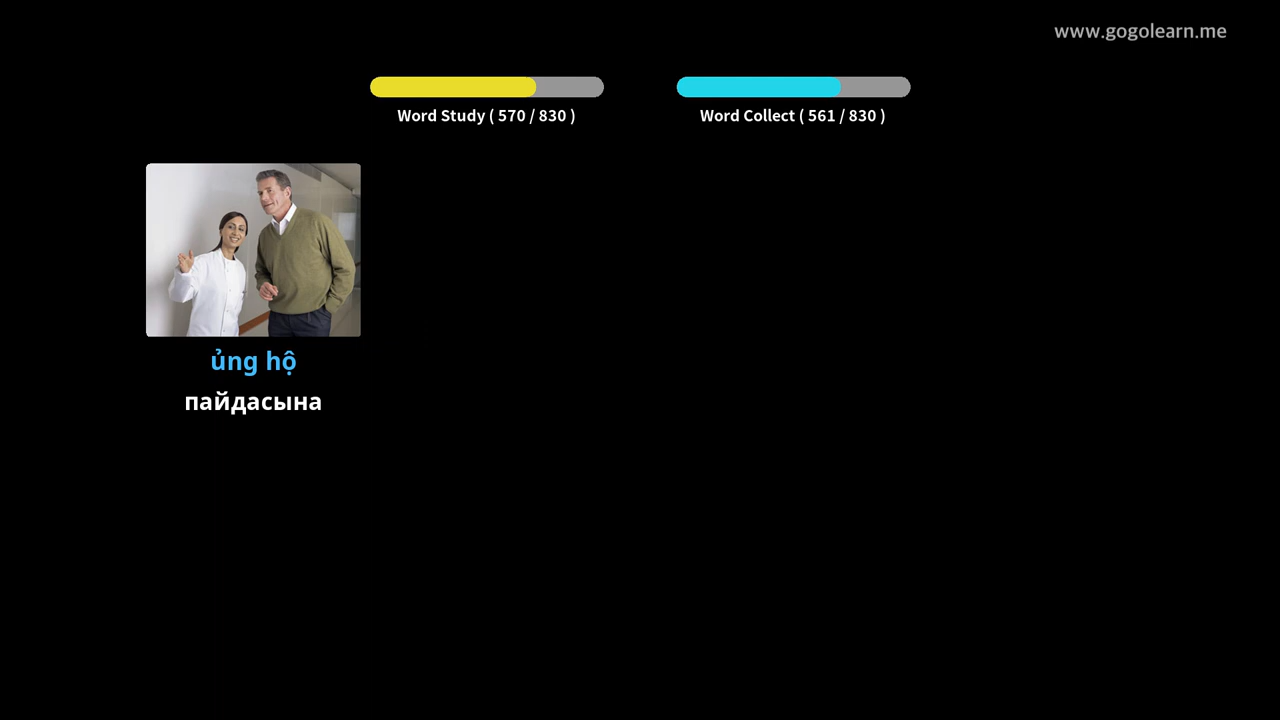 www.gogolearn.me
Word Study ( 570 / 830 )
Word Collect ( 561 / 830 )
ủng hộ
пайдасына